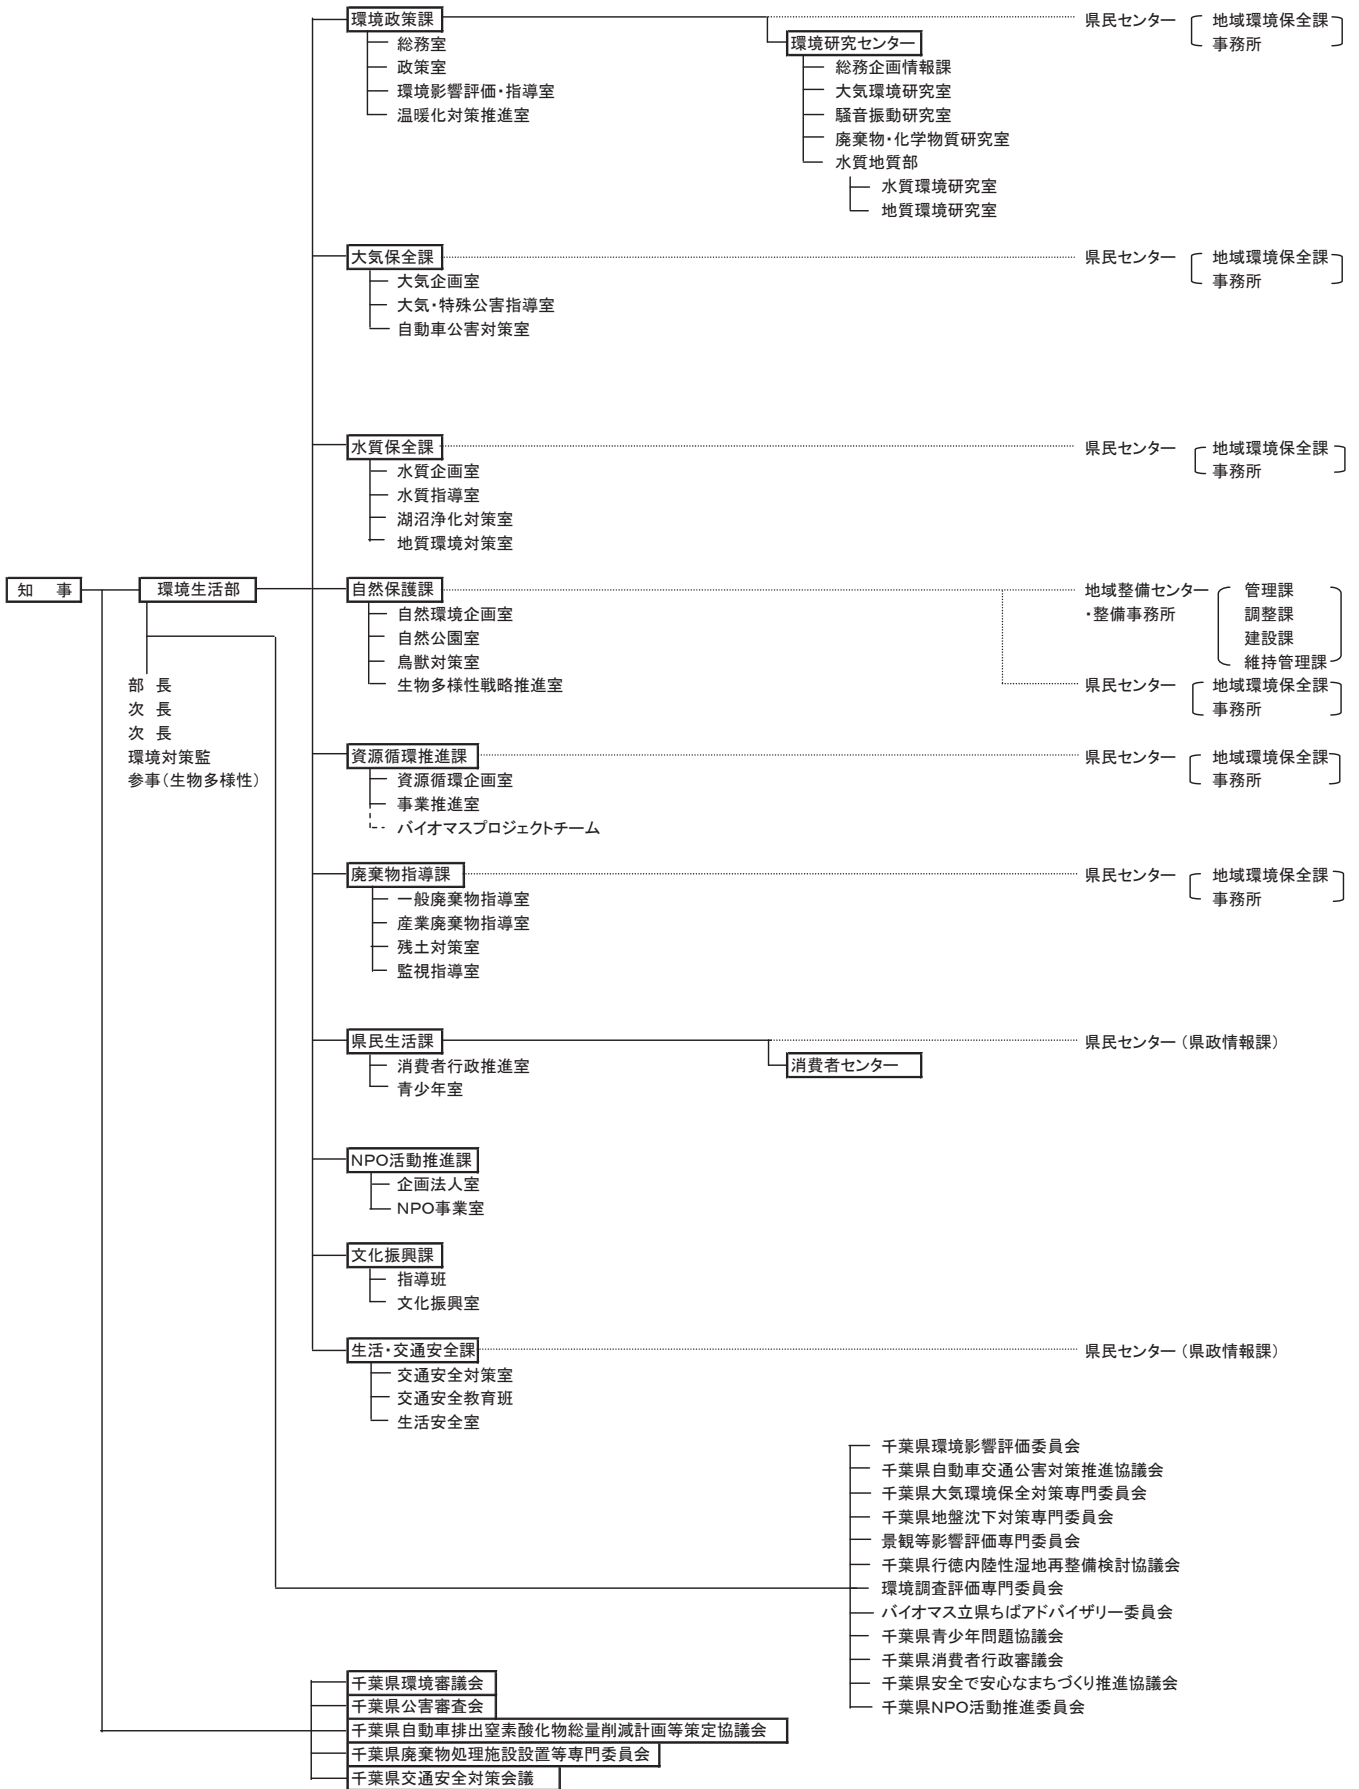 環境政策課
総務室
政策室
環境影響評価・指導室
温暖化対策推進室
環境研究センター
総務企画情報課
大気環境研究室
騒音振動研究室
廃棄物・化学物質研究室
水質地質部
水質環境研究室
地質環境研究室
県民センター 地域環境保全課
事務所
大気保全課
大気企画室
大気・特殊公害指導室
自動車公害対策室
県民センター 地域環境保全課
事務所
水質保全課
水質企画室
水質指導室
湖沼浄化対策室
地質環境対策室
県民センター 地域環境保全課
事務所
知 事
環境生活部
部 長
次 長
次 長
環境対策監
参事(生物多様性)
自然保護課
自然環境企画室
自然公園室
鳥獣対策室
生物多様性戦略推進室
地域整備センター 管理課
・整備事務所 調整課
建設課
維持管理課
県民センター 地域環境保全課
事務所
資源循環推進課
資源循環企画室
事業推進室
バイオマスプロジェクトチーム
県民センター 地域環境保全課
事務所
廃棄物指導課
一般廃棄物指導室
産業廃棄物指導室
残土対策室
監視指導室
県民センター 地域環境保全課
事務所
県民生活課
消費者行政推進室
青少年室
消費者センター
県民センター(県政情報課)
NPO活動推進課
企画法人室
NPO事業室
文化振興課
指導班
文化振興室
生活・交通安全課
交通安全対策室
交通安全教育班
生活安全室
県民センター(県政情報課)
千葉県環境影響評価委員会
千葉県自動車交通公害対策推進協議会
千葉県大気環境保全対策専門委員会
千葉県地盤沈下対策専門委員会
景観等影響評価専門委員会
千葉県行徳内陸性湿地再整備検討協議会
環境調査評価専門委員会
バイオマス立県ちばアドバイザリー委員会
千葉県青少年問題協議会
千葉県消費者行政審議会
千葉県安全で安心なまちづくり推進協議会
千葉県NPO活動推進委員会
千葉県環境審議会
千葉県公害審査会
千葉県自動車排出窒素酸化物総量削減計画等策定協議会
千葉県廃棄物処理施設設置等専門委員会
千葉県交通安全対策会議